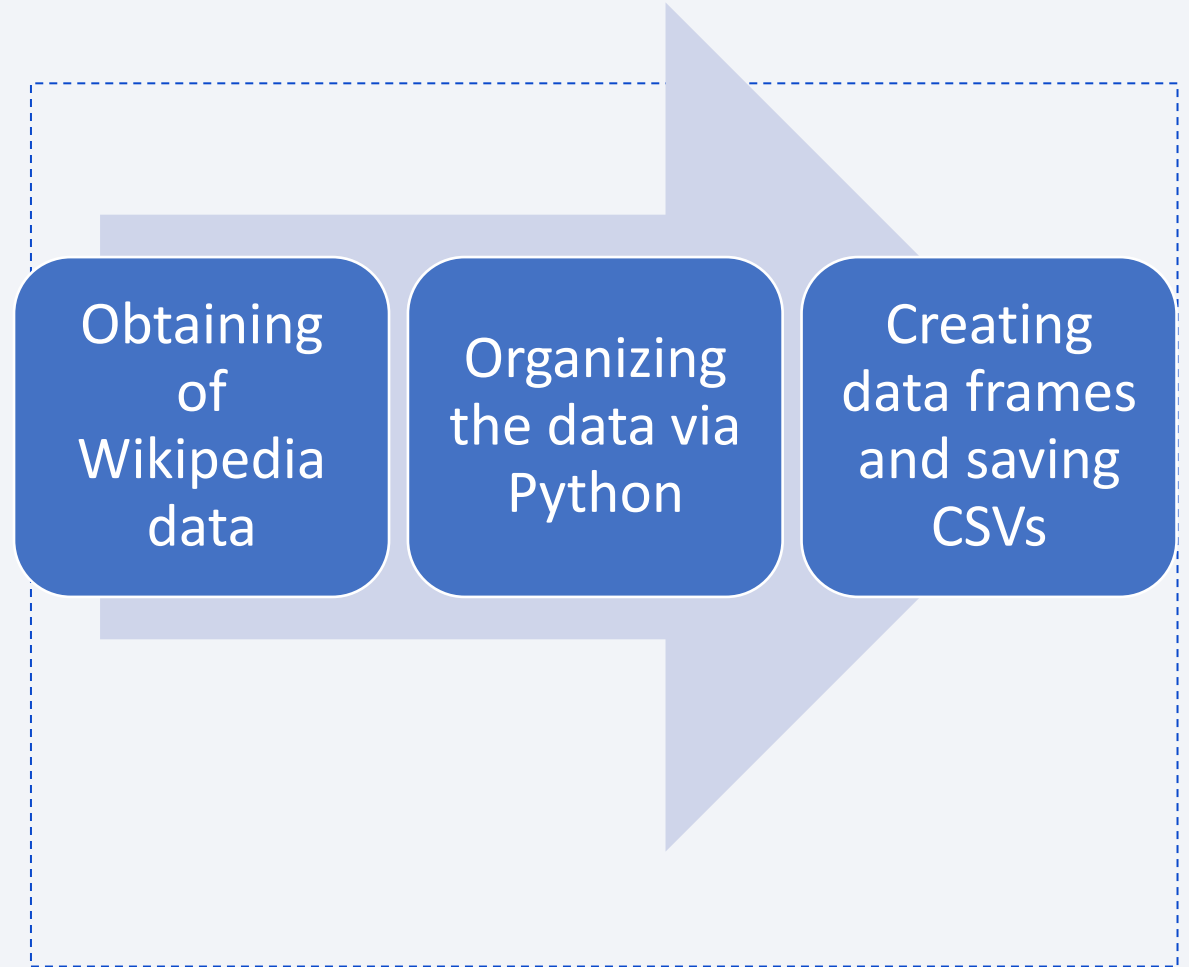 Obtaining
of
Wikipedia
data
Organizing
the data via
Python
Creating
data frames
and saving
CSVs